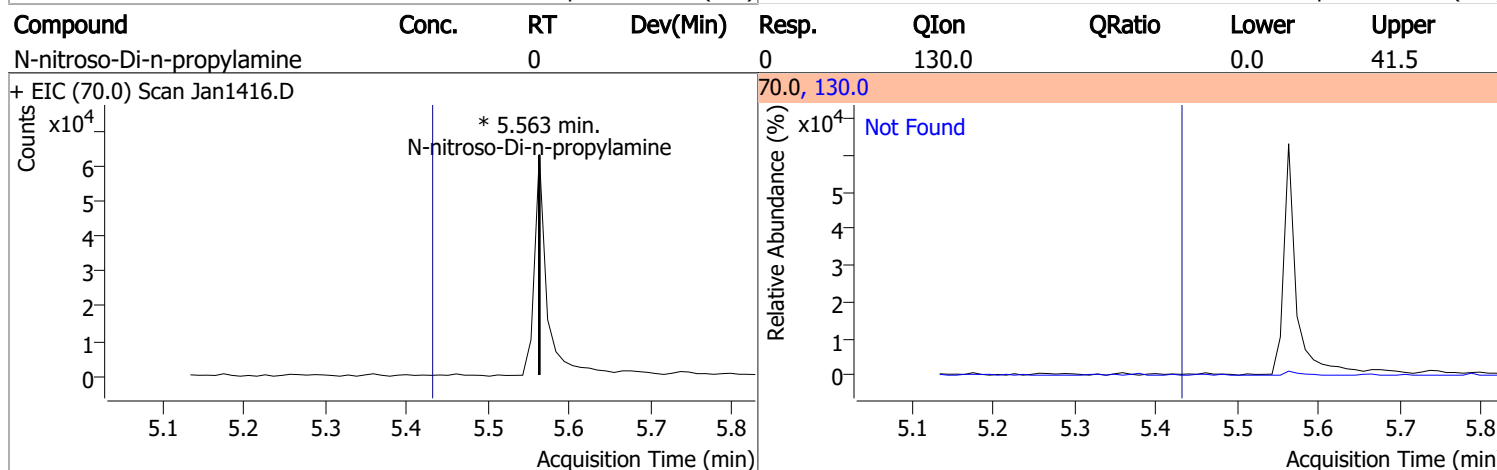 Compound Conc. RT Dev(Min) Resp. QIon QRatio Lower Upper
N-nitroso-Di-n-propylamine 0 0 130.0 0.0 41.5
+ EIC (70.0) Scan Jan1416.D
x10^4
Counts
* 5.563 min.
N-nitroso-Di-n-propylamine
6
5
4
3
2
1
0
5.1 5.2 5.3 5.4 5.5 5.6 5.7 5.8
Acquisition Time (min)
70.0, 130.0
x10^4
Relative Abundance (%)
Not Found
5
4
3
2
1
0
5.1 5.2 5.3 5.4 5.5 5.6 5.7 5.8
Acquisition Time (min